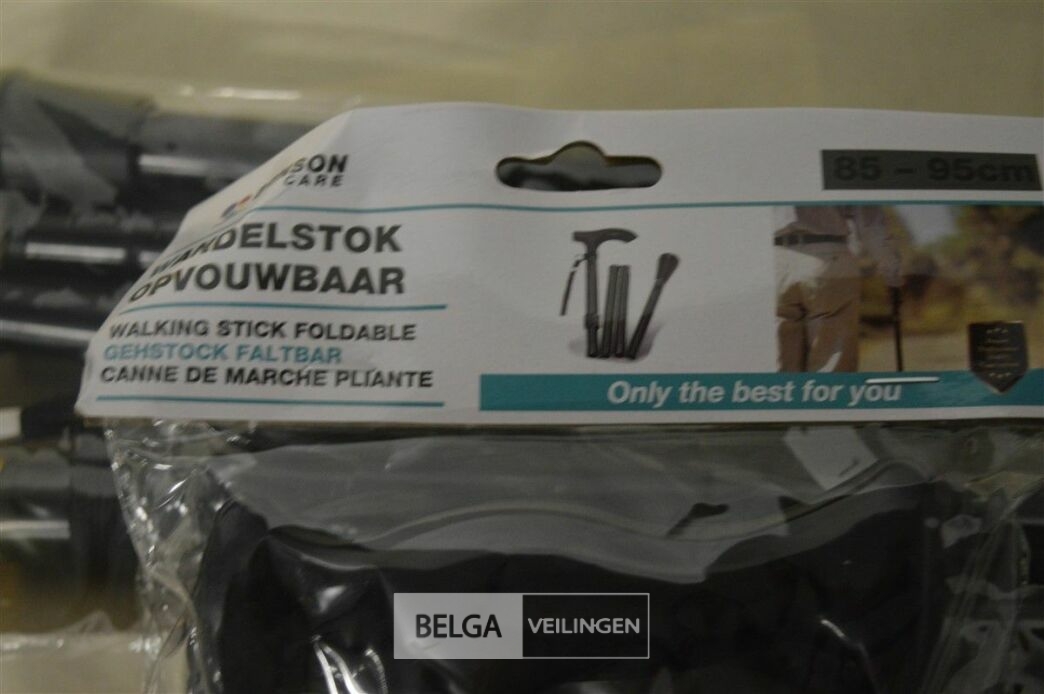 CARE
85 - 95cm
WANDELSTOK
OPVOUWBAAR
WALKING STICK FOLDABLE
GEHSTOCK FALTBAR
CANNE DE MARCHE PLIANTE
Only the best for you
BELGA VEILINGEN